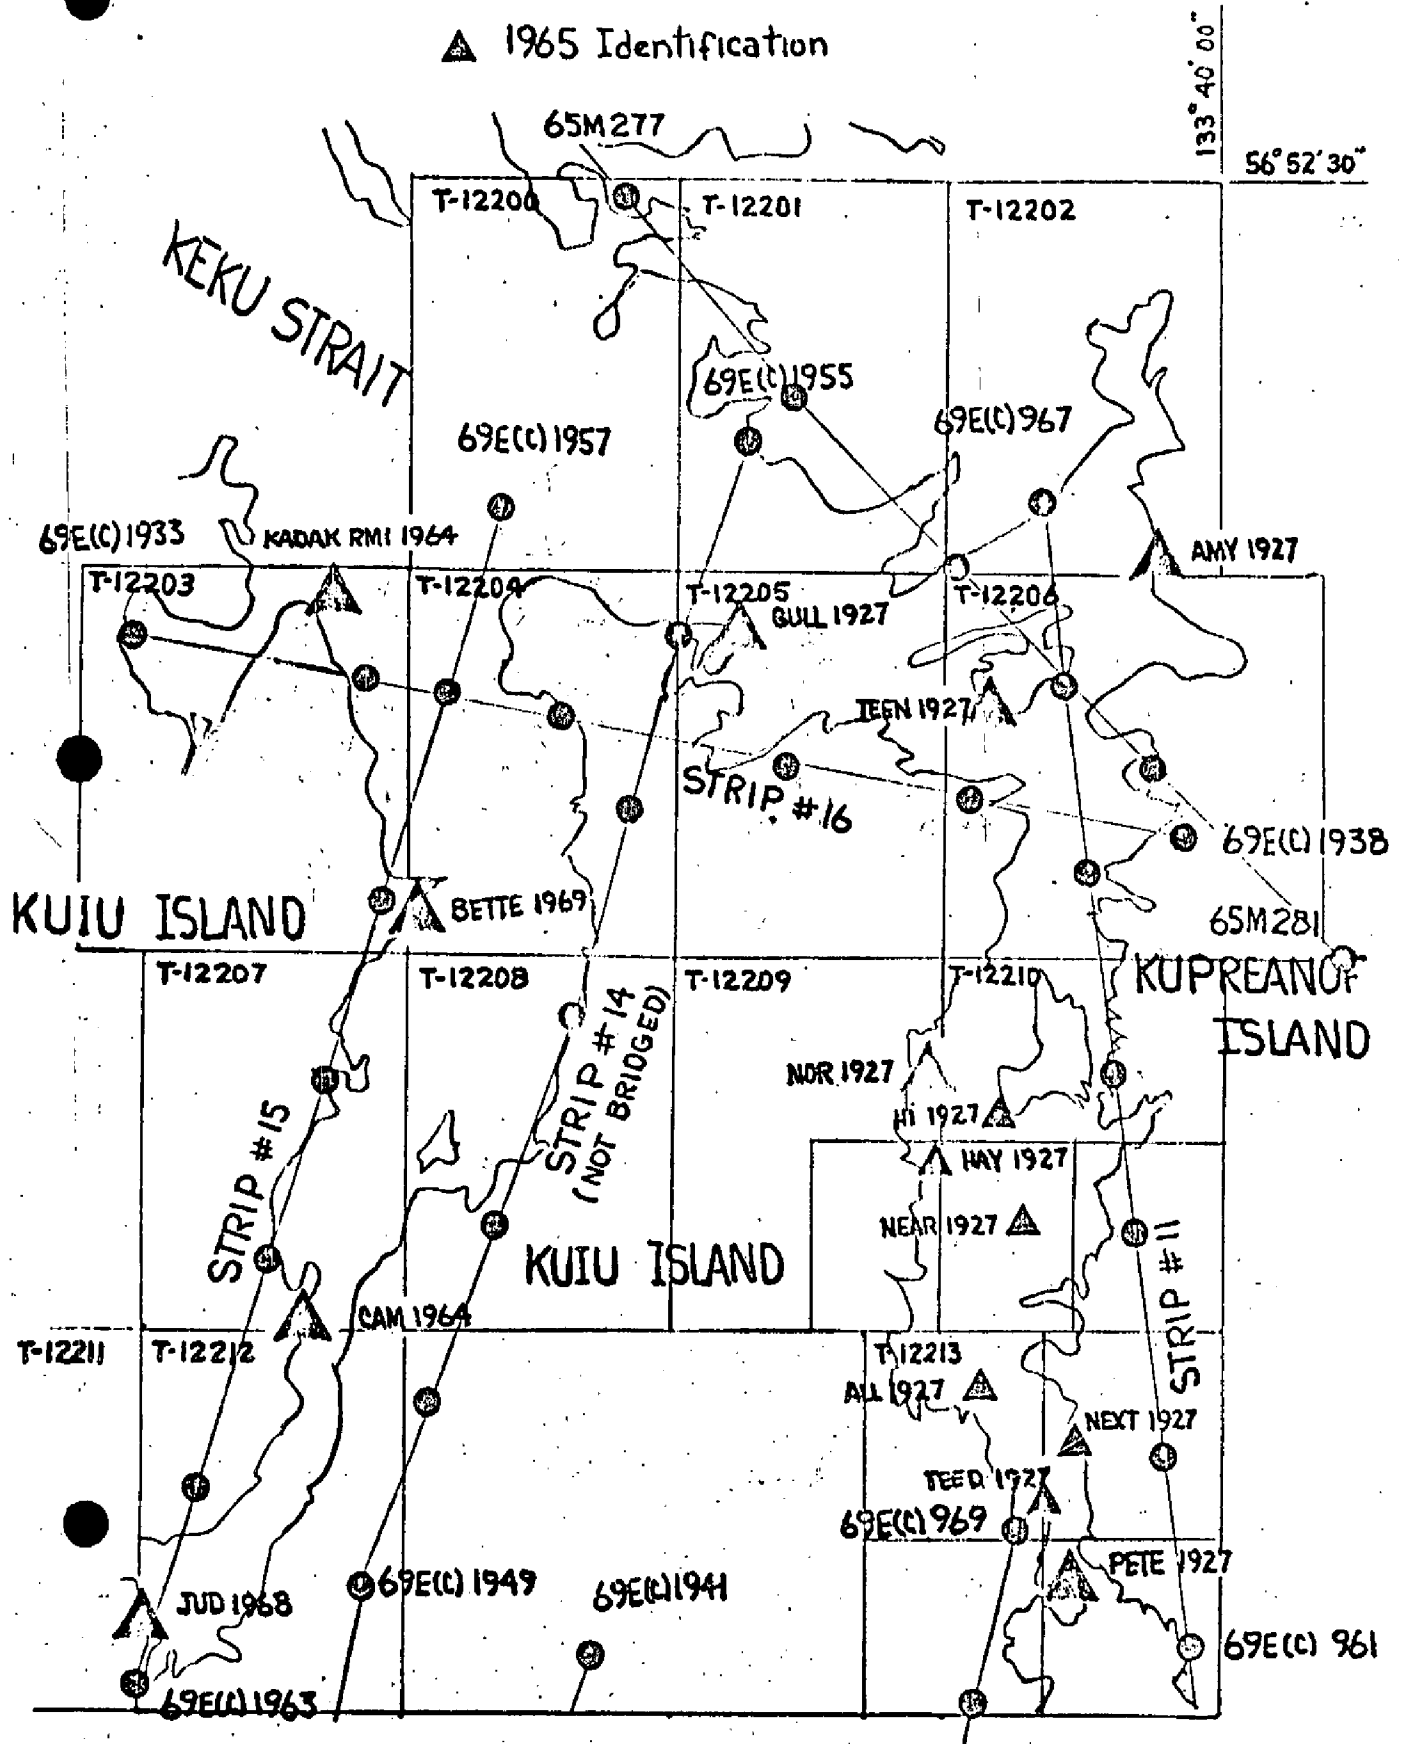 1965 Identification
133° 40' 00"
65M277
56° 52' 30"
T-12200
T-12201
T-12202
KEKU STRAIT
69E(C)1955
69E(C)967
69E(C)1957
69E(C)1933
KADAK RM1 1964
AMY 1927
T-12203
T-12204
T-12205
T-12206
GULL 1927
TEEN 1927
STRIP #16
69E(C)1938
KUIU ISLAND
BETTE 1969
65M281
T-12207
T-12208
T-12209
T-12210
KUPREANOF
ISLAND
STRIP #14
(NOT BRIDGED)
NOR 1927
Hi 1927
STRIP #15
HAY 1927
NEAR 1927
KUIU ISLAND
STRIP #11
CAM 1964
T-12211
T-12212
T-12213
ALL 1927
NEXT 1927
69E(C)969
PETE 1927
JUD 1968
69E(C)1949
69E(C)1941
69E(C) 961
69E(C)1963